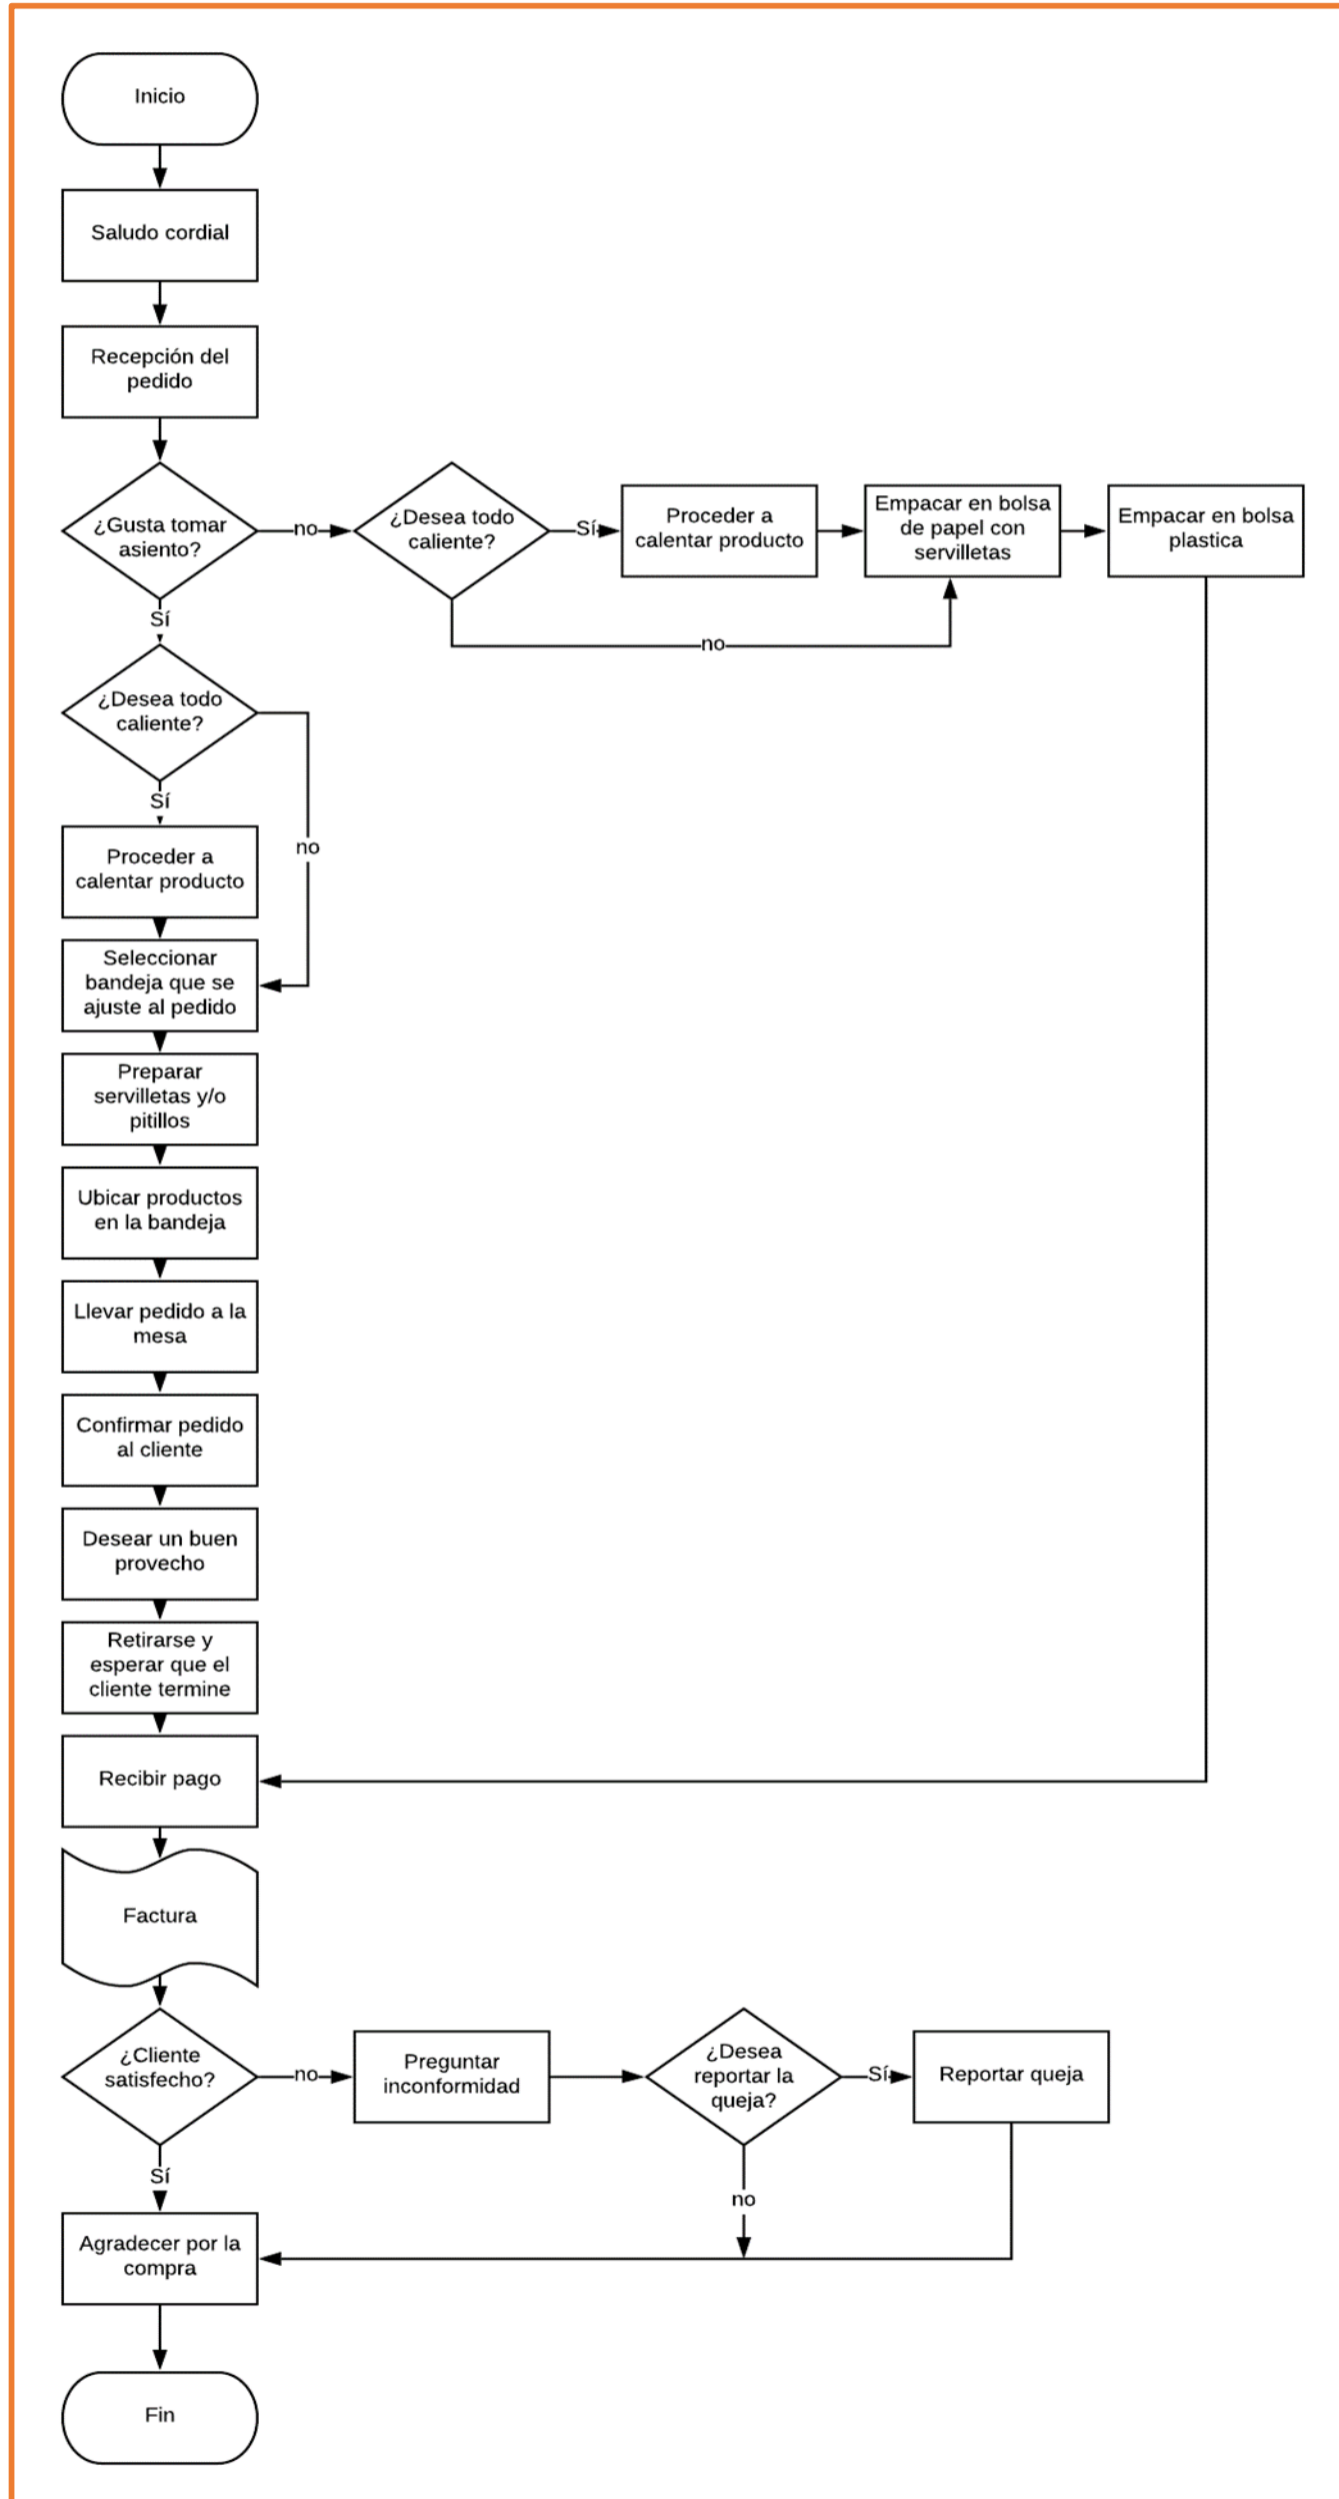 Inicio
Saludo cordial
Recepción del
pedido
¿Gusta tomar
asiento?
no
¿Desea todo
caliente?
Sí
Proceder a
calentar producto
Empacar en bolsa
de papel con
servilletas
Empacar en bolsa
plastica
no
Sí
¿Desea todo
caliente?
no
Sí
Proceder a
calentar producto
Seleccionar
bandeja que se
ajuste al pedido
Preparar
servilletas y/o
pitillos
Ubicar productos
en la bandeja
Llevar pedido a la
mesa
Confirmar pedido
al cliente
Desear un buen
provecho
Retirarse y
esperar que el
cliente termine
Recibir pago
Factura
¿Cliente
satisfecho?
no
Preguntar
inconformidad
¿Desea
reportar la
queja?
Sí
Reportar queja
Sí
no
Agradecer por la
compra
Fin